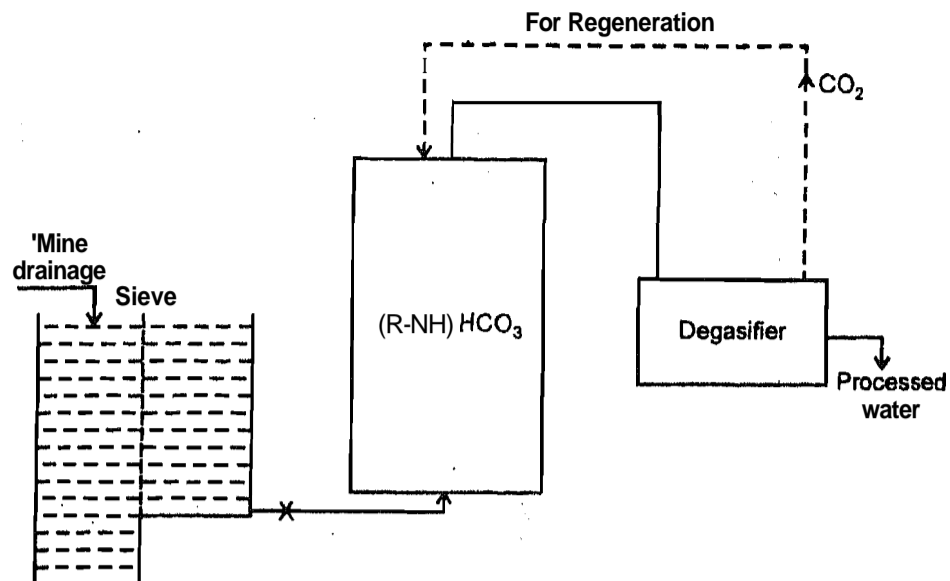 For Regeneration
CO₂
'Mine
drainage
Sieve
(R-NH) HCO₃
Degasifier
Processed
water